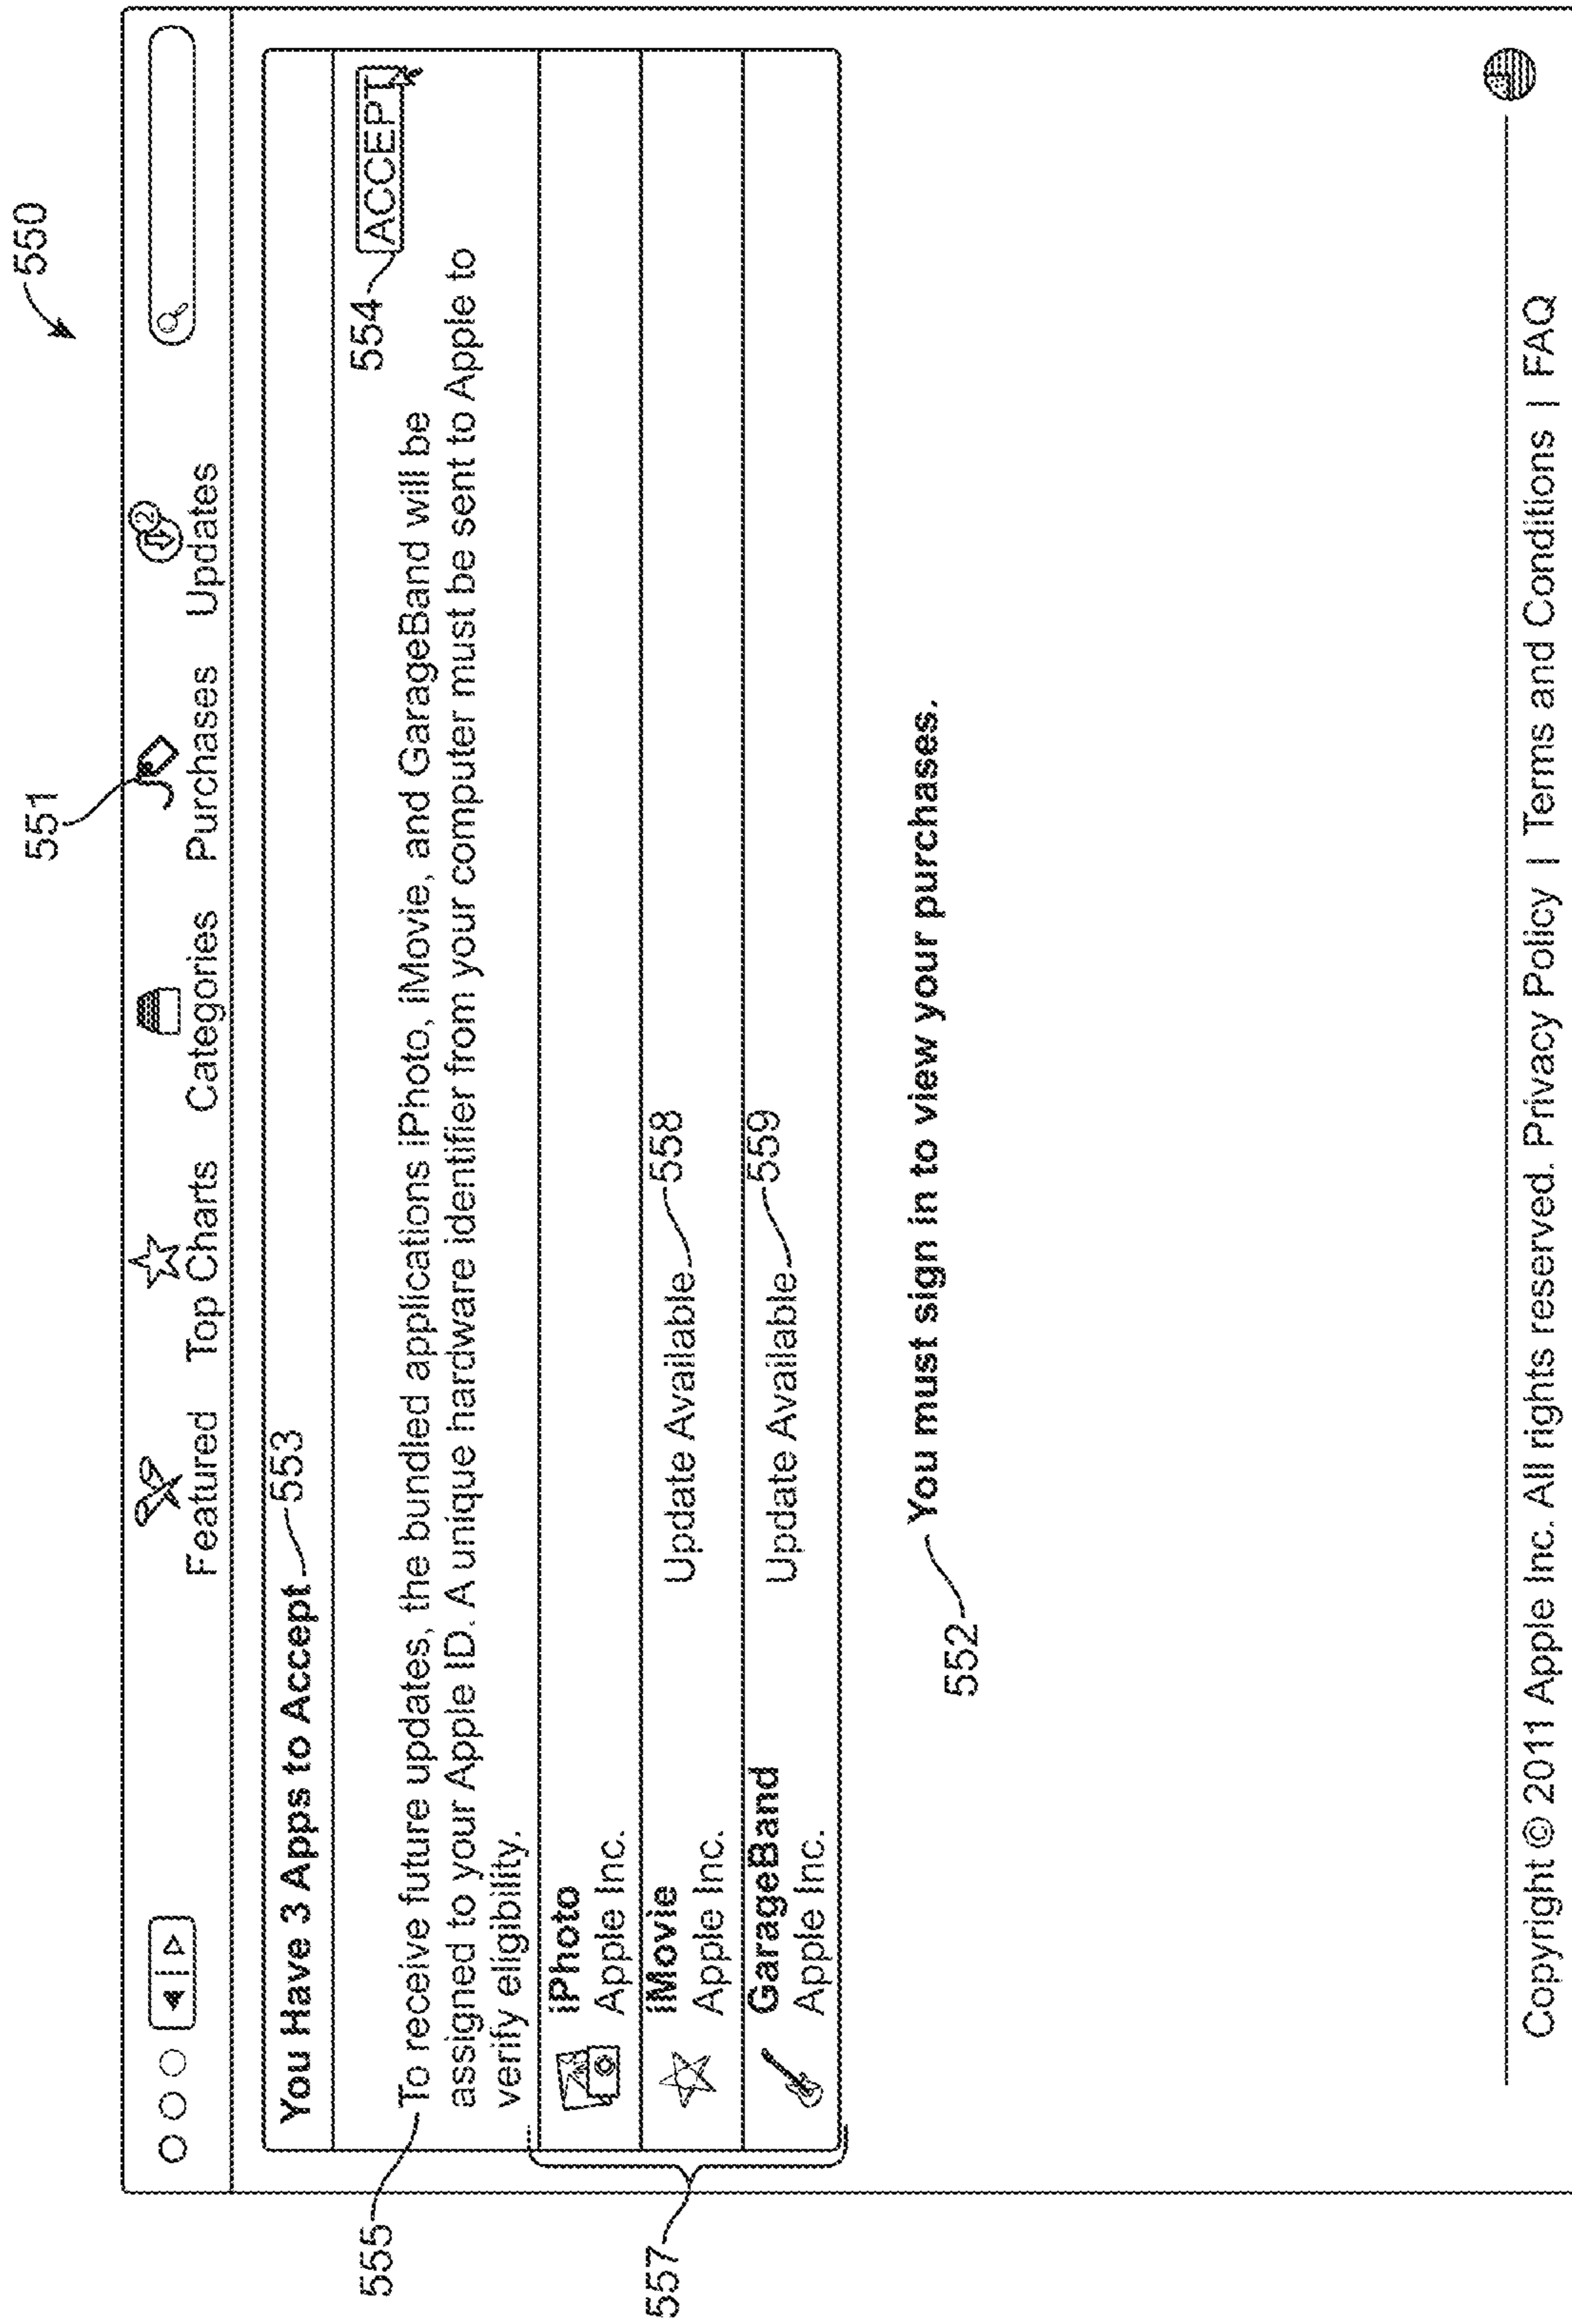 550
551
2
Featured Top Charts Categories Purchases Updates
You Have 3 Apps to Accept 553
554 ACCEPT
555 To receive future updates, the bundled applications iPhoto, iMovie, and GarageBand will be
assigned to your Apple ID. A unique hardware identifier from your computer must be sent to Apple to
verify eligibility.
557
iPhoto
Apple Inc.
iMovie
Apple Inc.
Update Available 558
GarageBand
Apple Inc.
Update Available 559
552 You must sign in to view your purchases.
Copyright © 2011 Apple Inc. All rights reserved. Privacy Policy | Terms and Conditions | FAQ